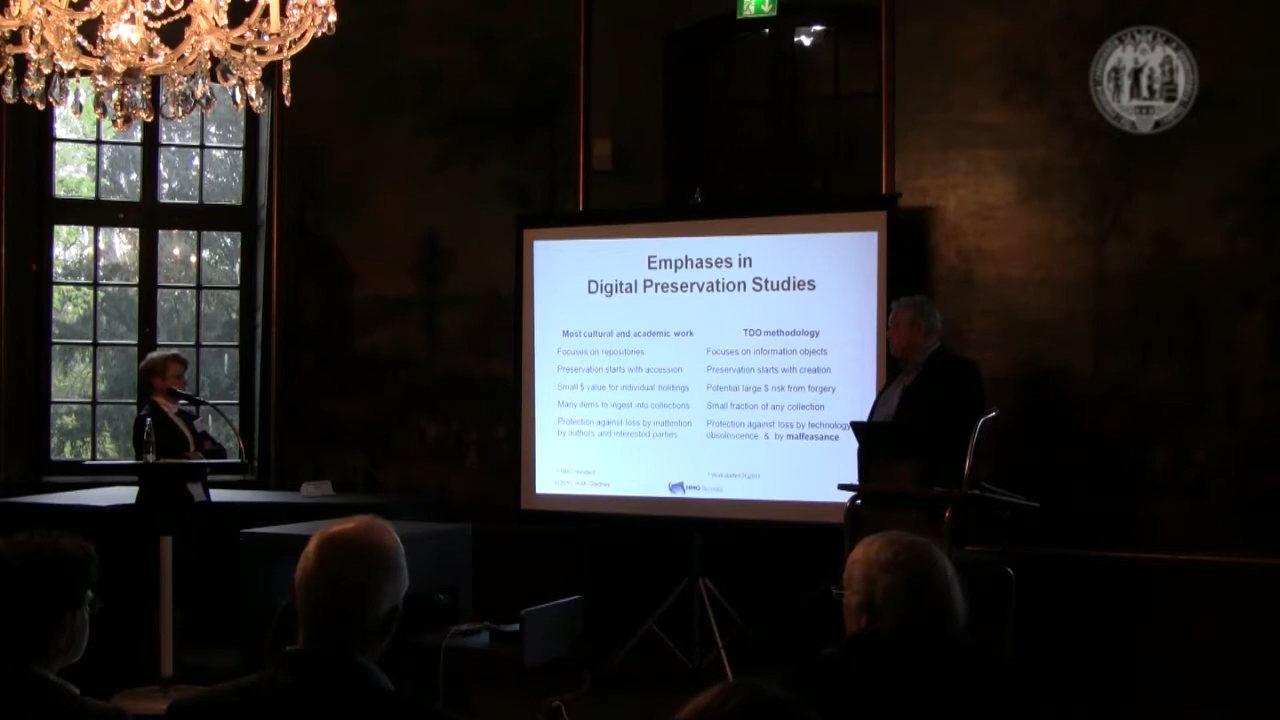 Emphases in
Digital Preservation Studies
Most cultural and academic work
Focuses on repositories
Preservation starts with accession
Small $ value for individual holdings
Many items to ingest into collections
Protection against loss by inattention
by authors and interested parties
TDO methodology
Focuses on information objects
Preservation starts with creation
Potential large $ risk from forgery
Small fraction of any collection
Protection against loss by technology
obsolescence & by malfeasance
HMG